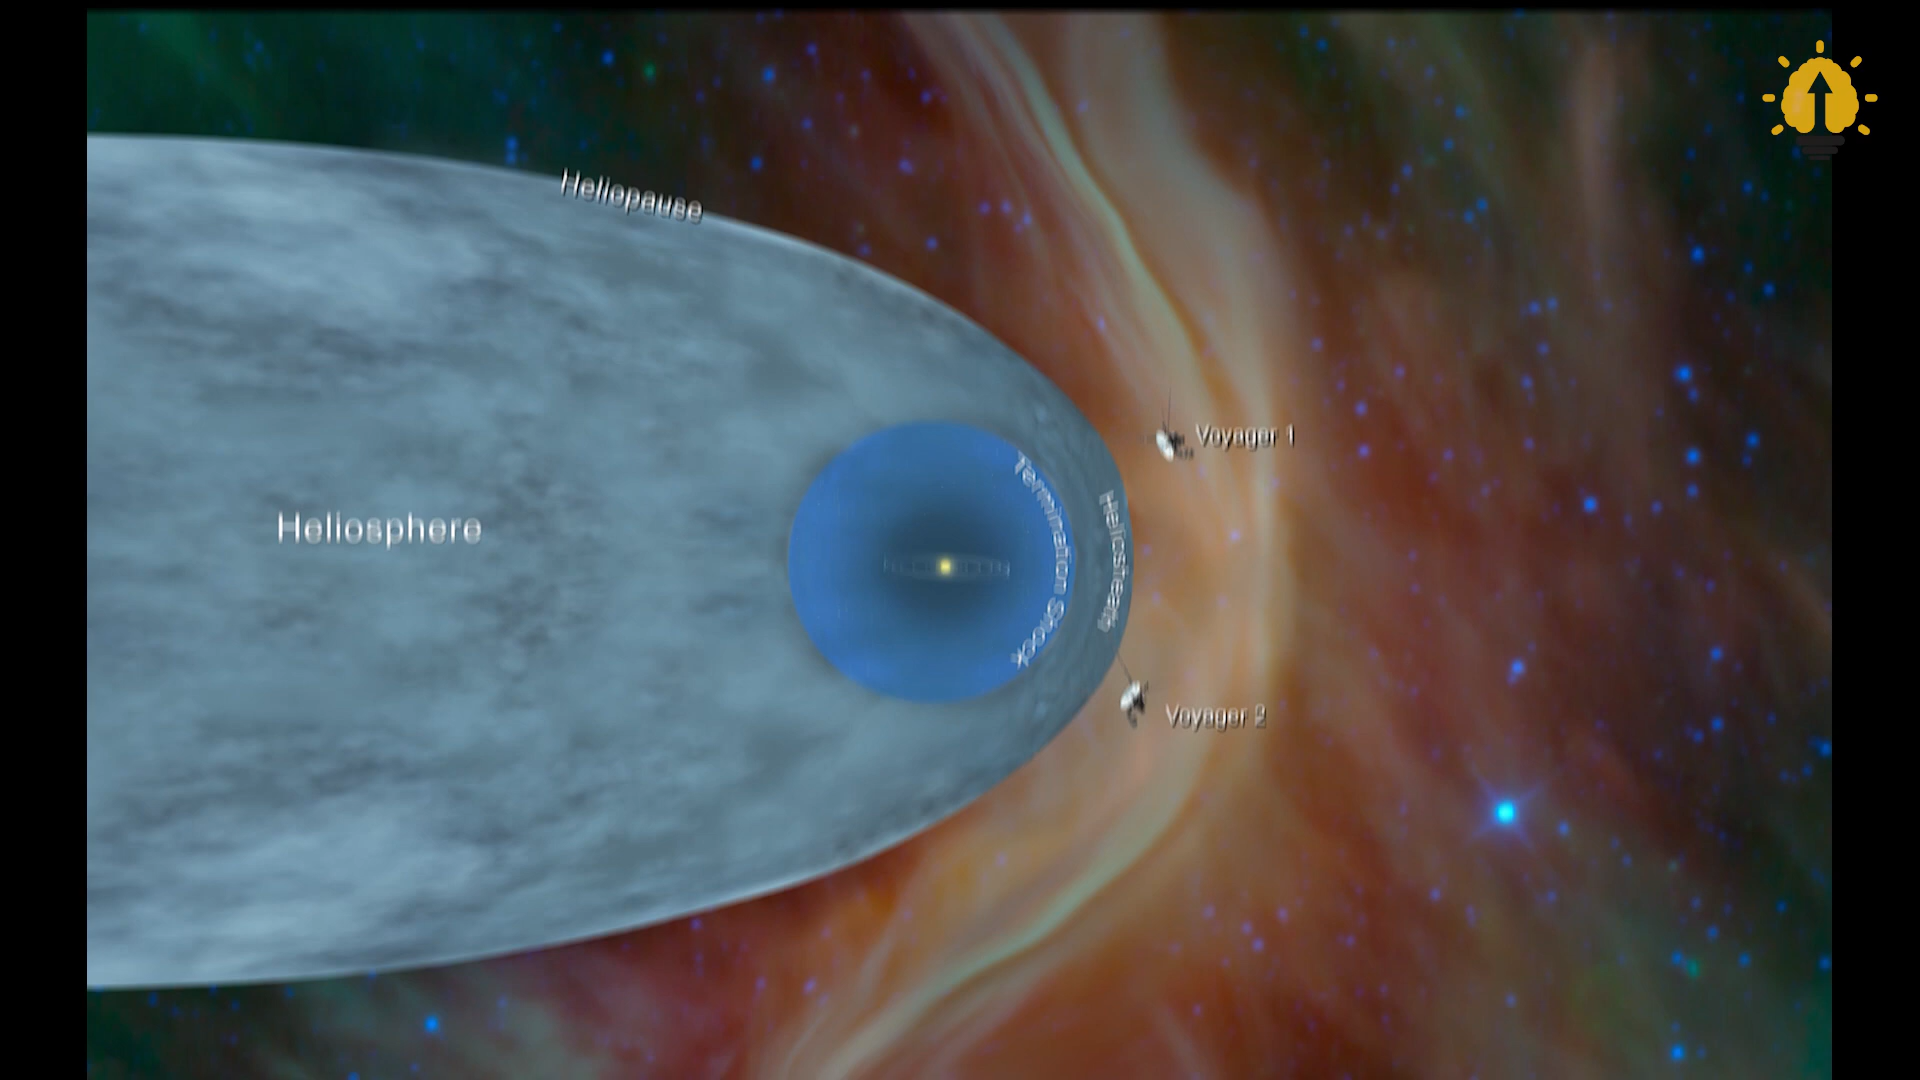 Heliopause
Voyager 1
Termination Shock
Heliosheath
Heliosphere
Voyager 2